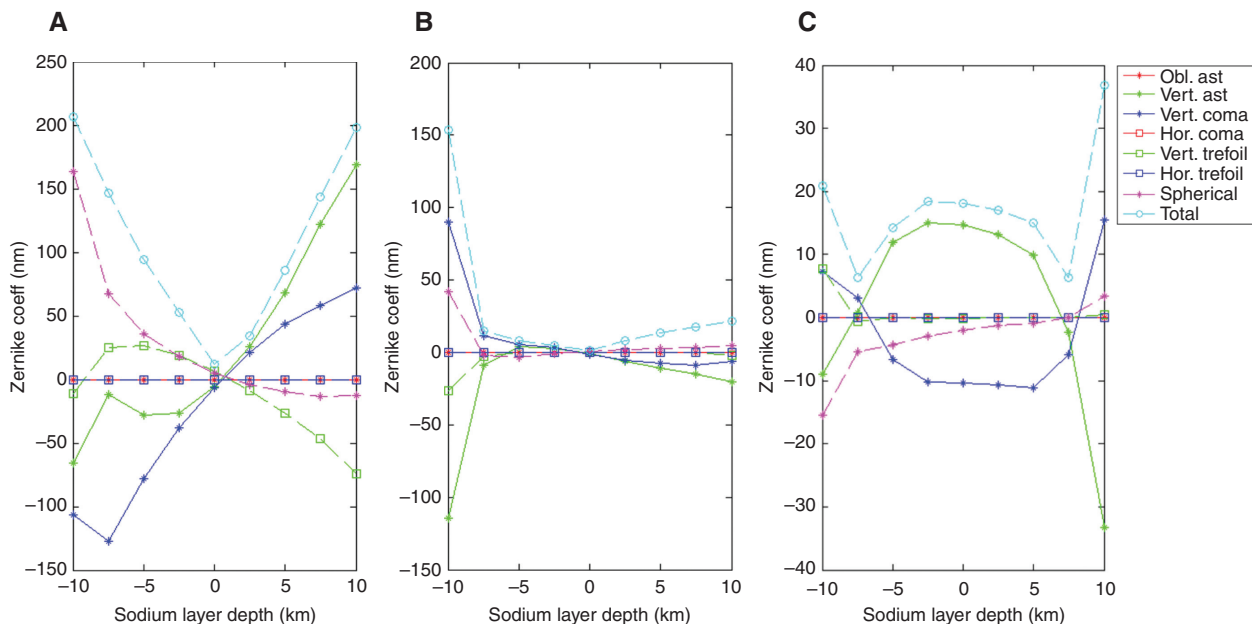 A
250
200
150
100
50
0
–50
–100
–150
–10
–5
0
5
10
Zernike coeff (nm)
Sodium layer depth (km)
B
200
150
100
50
0
–50
–100
–150
–10
–5
0
5
10
Zernike coeff (nm)
Sodium layer depth (km)
C
40
30
20
10
0
–10
–20
–30
–40
–10
–5
0
5
10
Zernike coeff (nm)
Sodium layer depth (km)
Obl. ast
Vert. ast
Vert. coma
Hor. coma
Vert. trefoil
Hor. trefoil
Spherical
Total